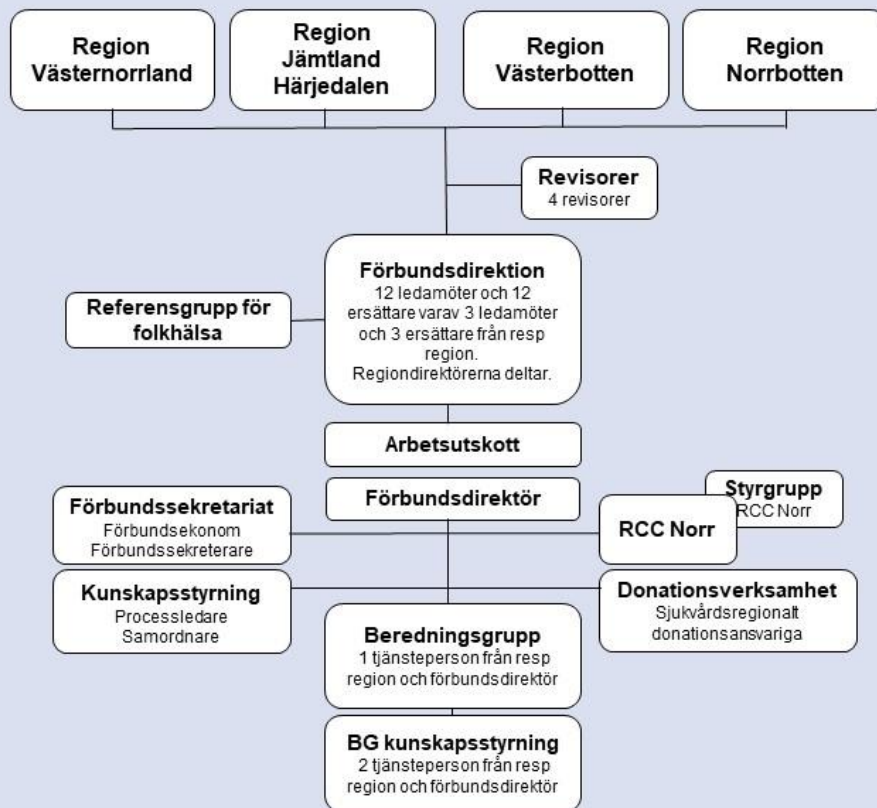 Region
Västernorrland
Region
Jämtland
Härjedalen
Region
Västerbotten
Region
Norrbotten
Revisorer
4 revisorer
Förbundsdirektion
12 ledamöter och 12
ersättare varav 3 ledamöter
och 3 ersättare från resp
region.
Regiondirektörerna deltar.
Referensgrupp för
folkhälsa
Arbetsutskott
Förbundsdirektör
Förbundssekretariat
Förbundsekonom
Förbundssekreterare
Styrgrupp
RCC Norr
RCC Norr
Kunskapsstyrning
Processledare
Samordnare
Donationsverksamhet
Sjukvårdsregionalt
donationsansvariga
Beredningsgrupp
1 tjänsteperson från resp
region och förbundsdirektör
BG kunskapsstyrning
2 tjänsteperson från resp
region och förbundsdirektör